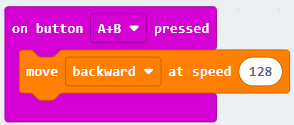 on button A+B pressed
move backward at speed 128